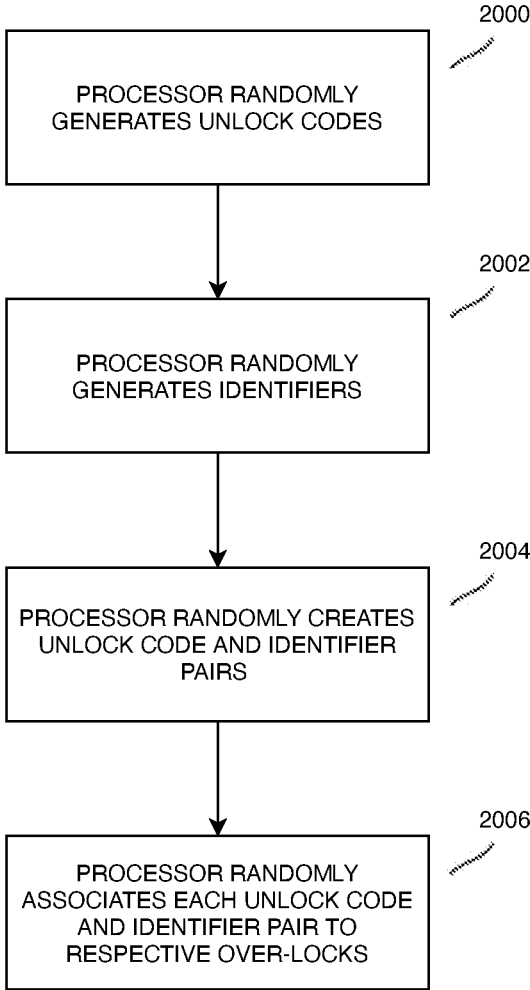 2000
PROCESSOR RANDOMLY
GENERATES UNLOCK CODES
2002
PROCESSOR RANDOMLY
GENERATES IDENTIFIERS
2004
PROCESSOR RANDOMLY CREATES
UNLOCK CODE AND IDENTIFIER
PAIRS
2006
PROCESSOR RANDOMLY
ASSOCIATES EACH UNLOCK CODE
AND IDENTIFIER PAIR TO
RESPECTIVE OVER-LOCKS